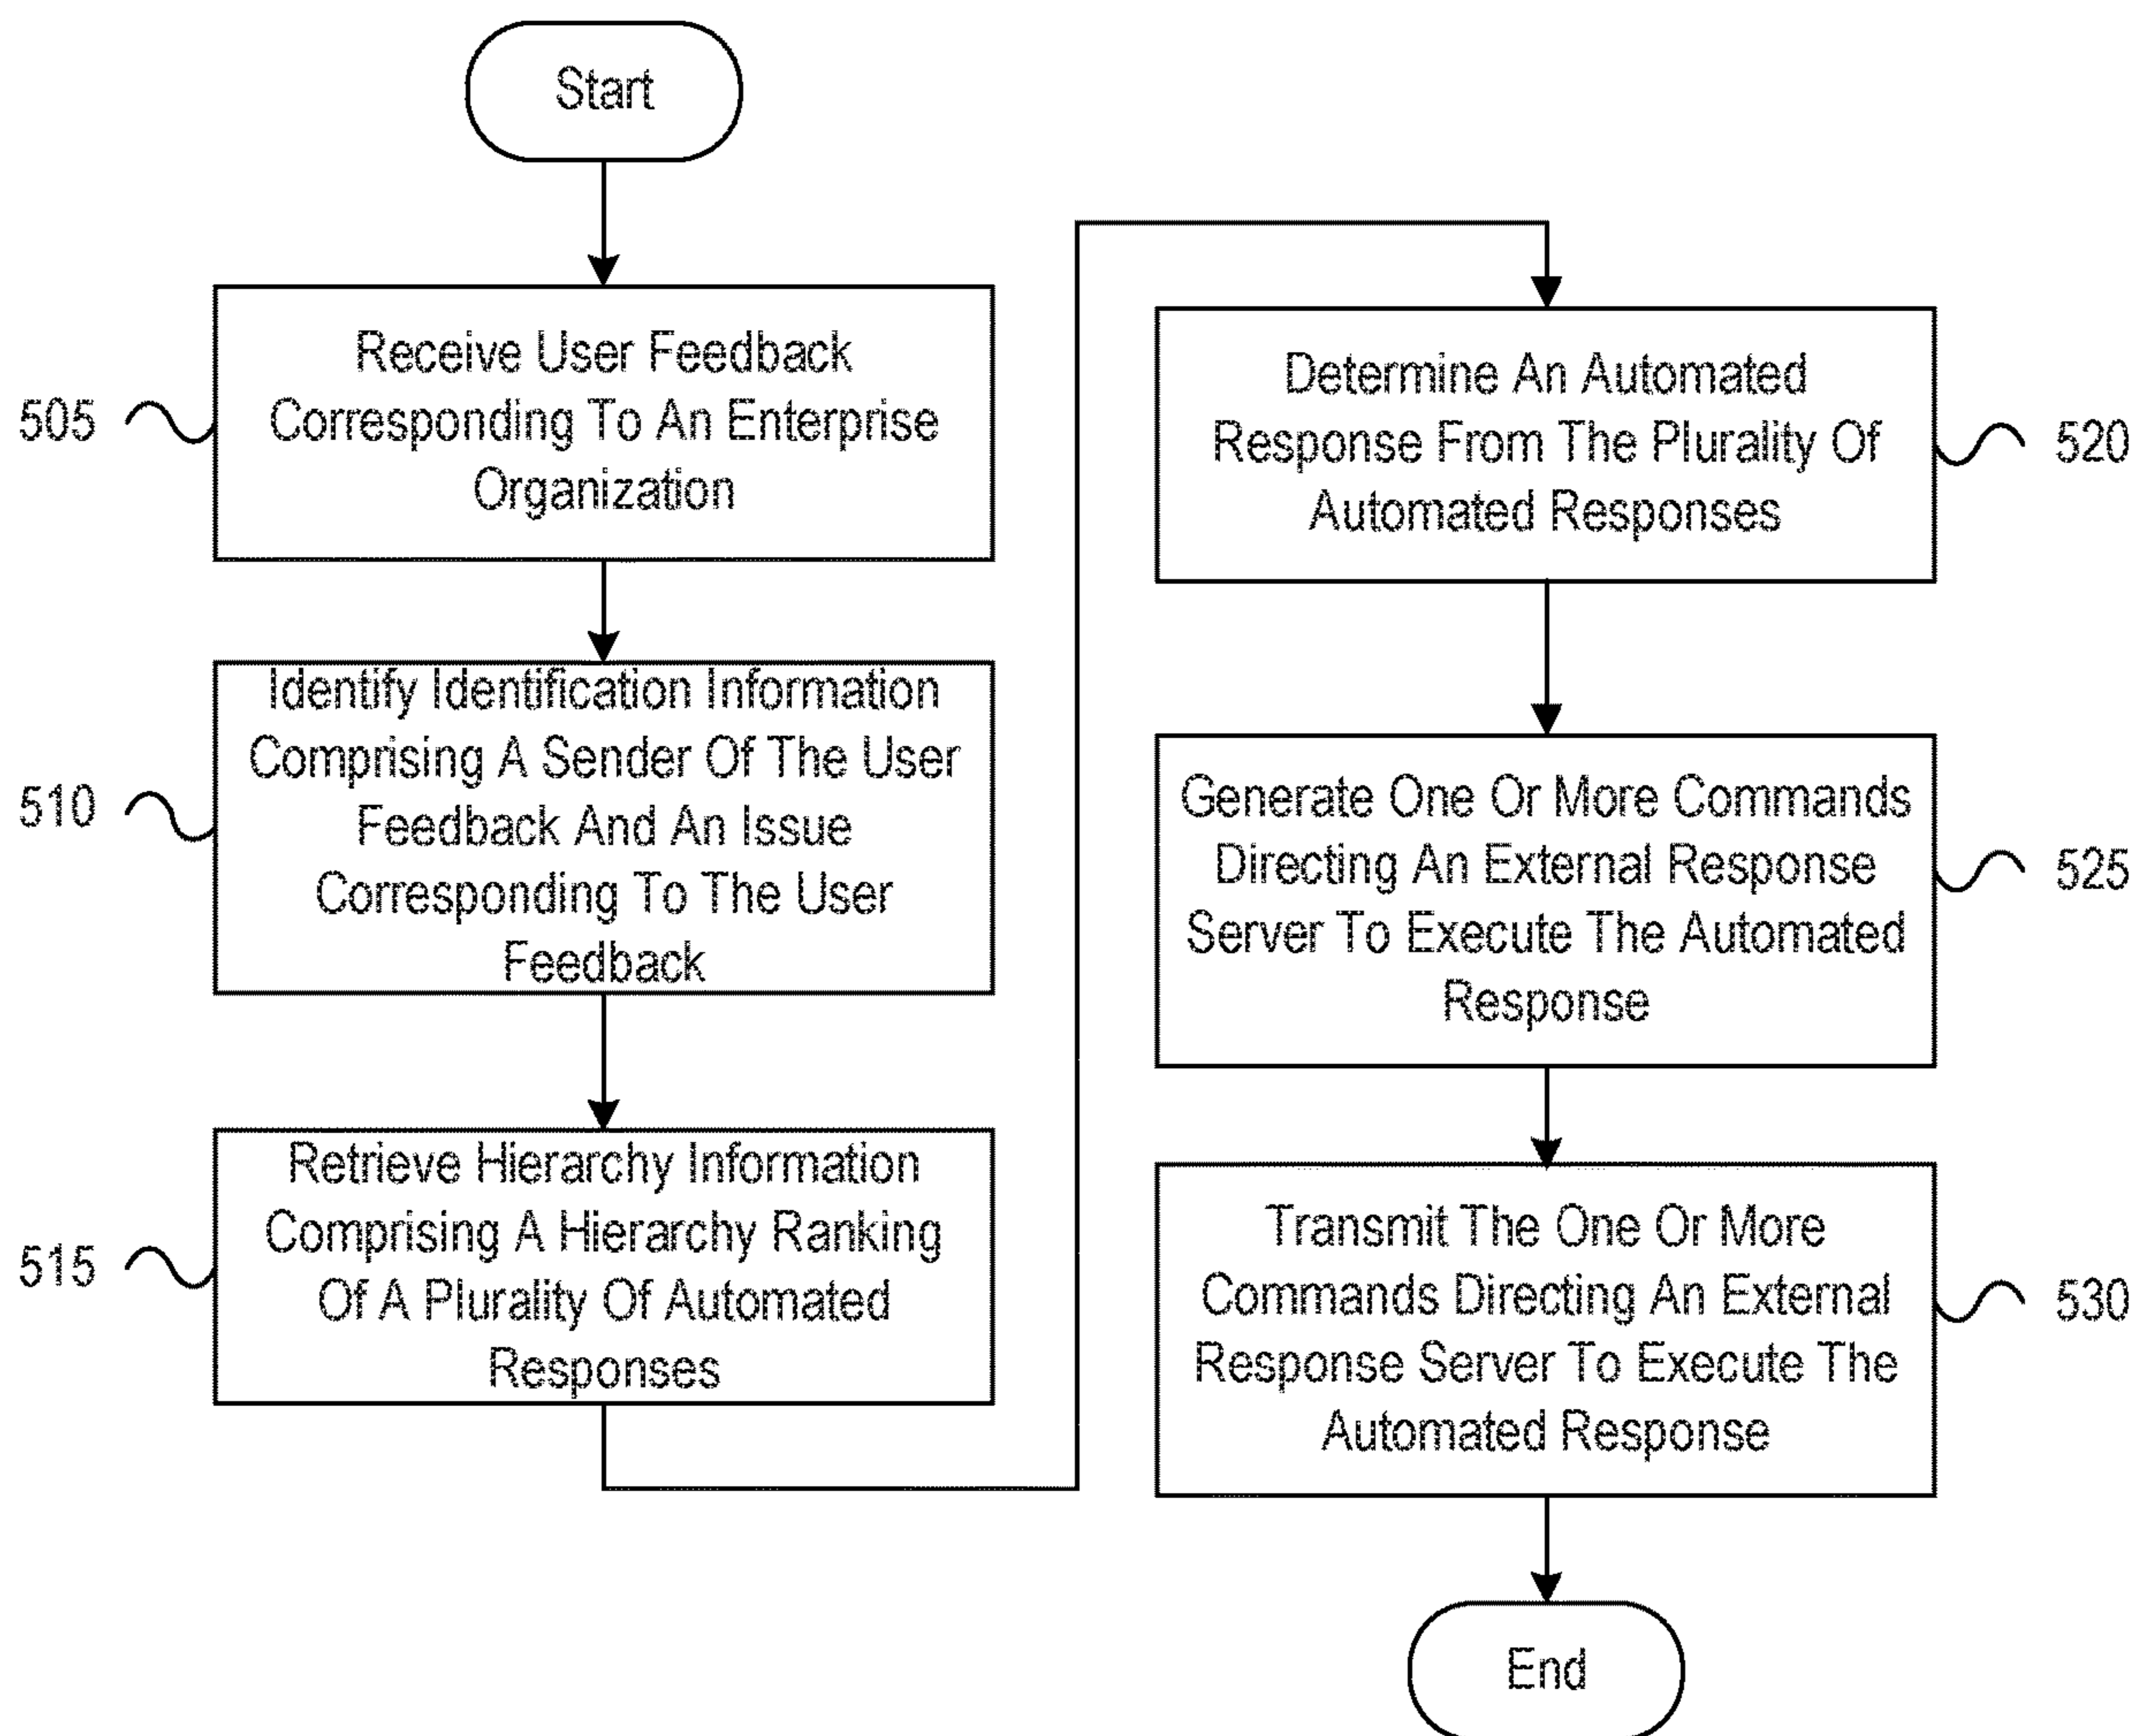 Start
505
Receive User Feedback
Corresponding To An Enterprise
Organization
510
Identify Identification Information
Comprising A Sender Of The User
Feedback And An Issue
Corresponding To The User
Feedback
515
Retrieve Hierarchy Information
Comprising A Hierarchy Ranking
Of A Plurality Of Automated
Responses
Determine An Automated
Response From The Plurality Of
Automated Responses
520
Generate One Or More Commands
Directing An External Response
Server To Execute The Automated
Response
525
Transmit The One Or More
Commands Directing An External
Response Server To Execute The
Automated Response
530
End